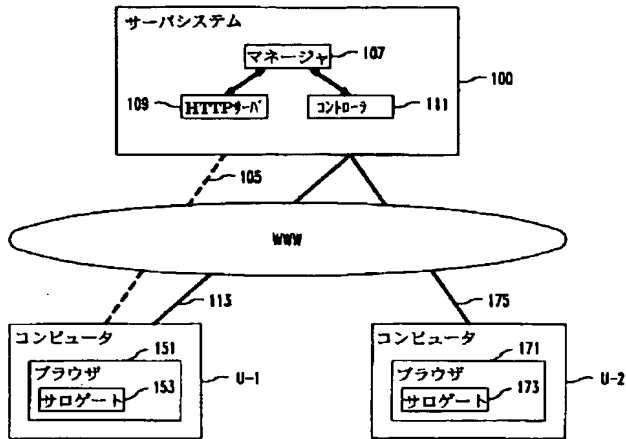 サーバシステム
マネージャ
107
100
109
HTTPサーバ
コントローラ
111
105
WWW
113
175
コンピュータ
151
ブラウザ
サロゲート
153
U-1
コンピュータ
171
ブラウザ
サロゲート
173
U-2